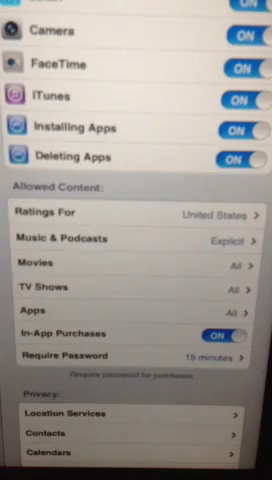 ON
Camera ON
FaceTime ON
iTunes ON
Installing Apps ON
Deleting Apps ON
Allowed Content:
Ratings For United States >
Music & Podcasts Explicit >
Movies All >
TV Shows All >
Apps All >
In-App Purchases ON
Require Password 15 minutes >
Require password for purchases
Privacy:
Location Services >
Contacts >
Calendars >